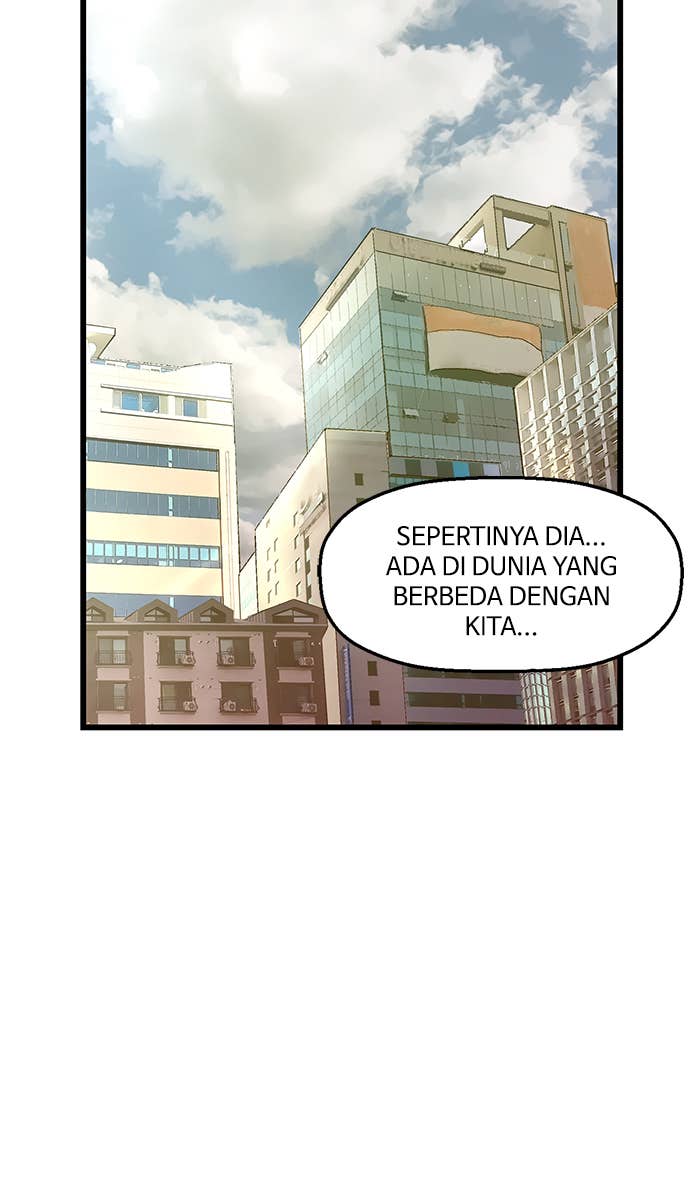 SEPERTINYA DIA...
ADA DI DUNIA YANG
BERBEDA DENGAN
KITA...